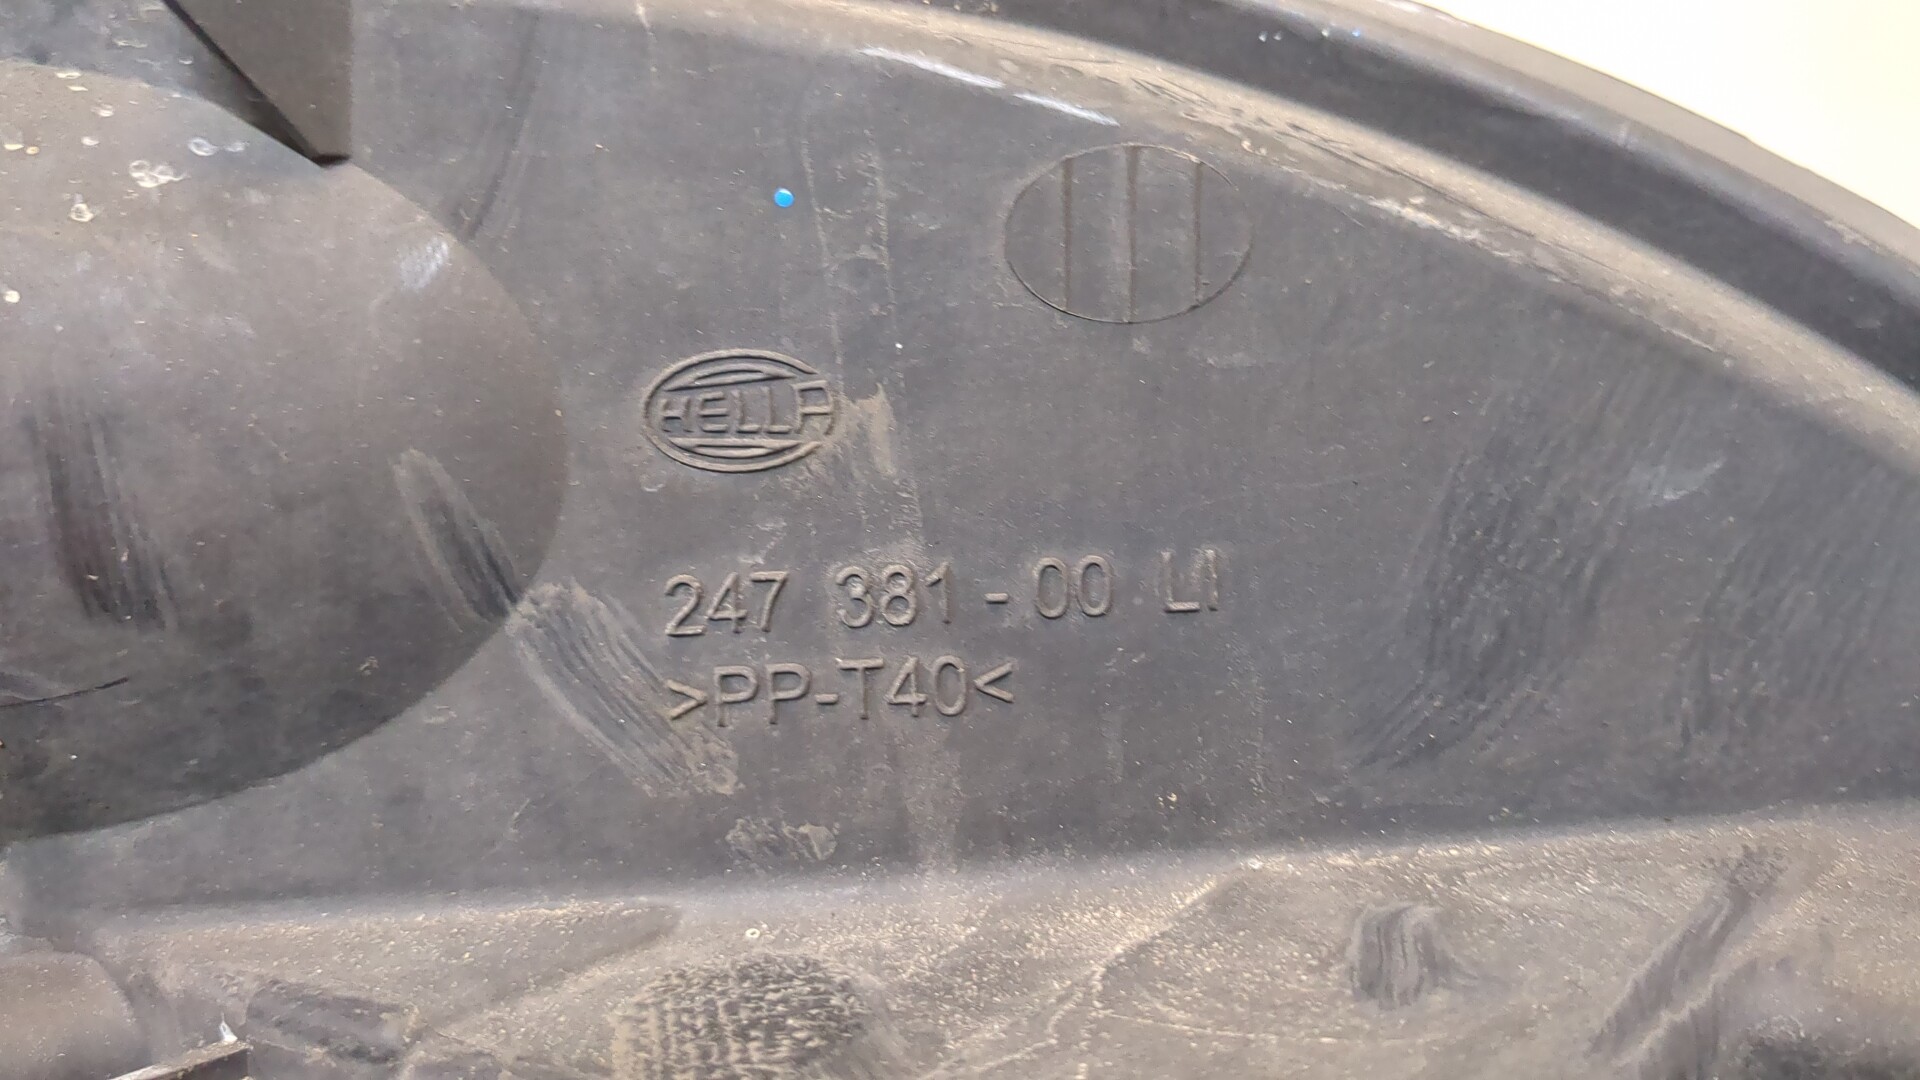 HELLA
247 381-00 LI
>PP-T40<